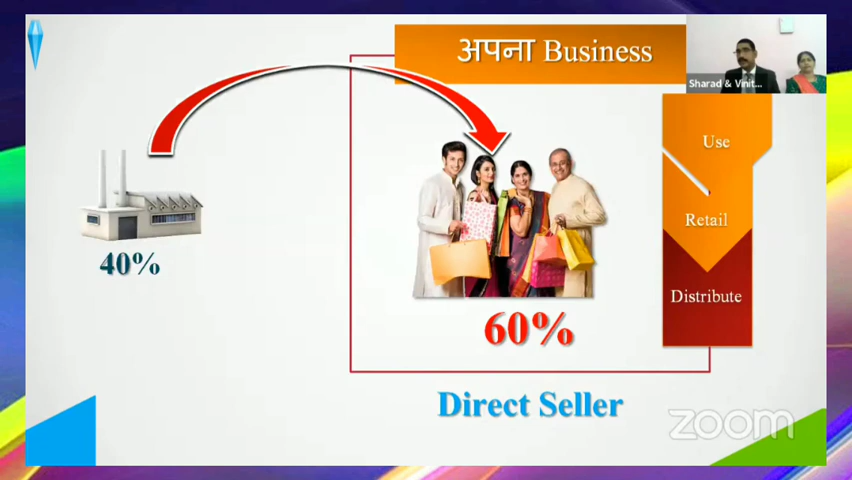 अपना Business
Sharad & Vinit...
Use
Retail
40%
Distribute
60%
Direct Seller
zoom